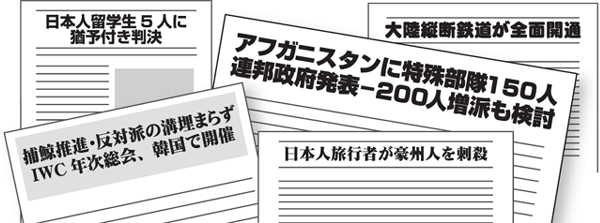 日本人留学生5人に
猶予付き判決
大陸縦断鉄道が全面開通
アフガニスタンに特殊部隊150人
連邦政府発表−200人増派も検討
捕鯨推進・反対派の溝埋まらず
IWC年次総会、韓国で開催
日本人旅行者が豪州人を刺殺